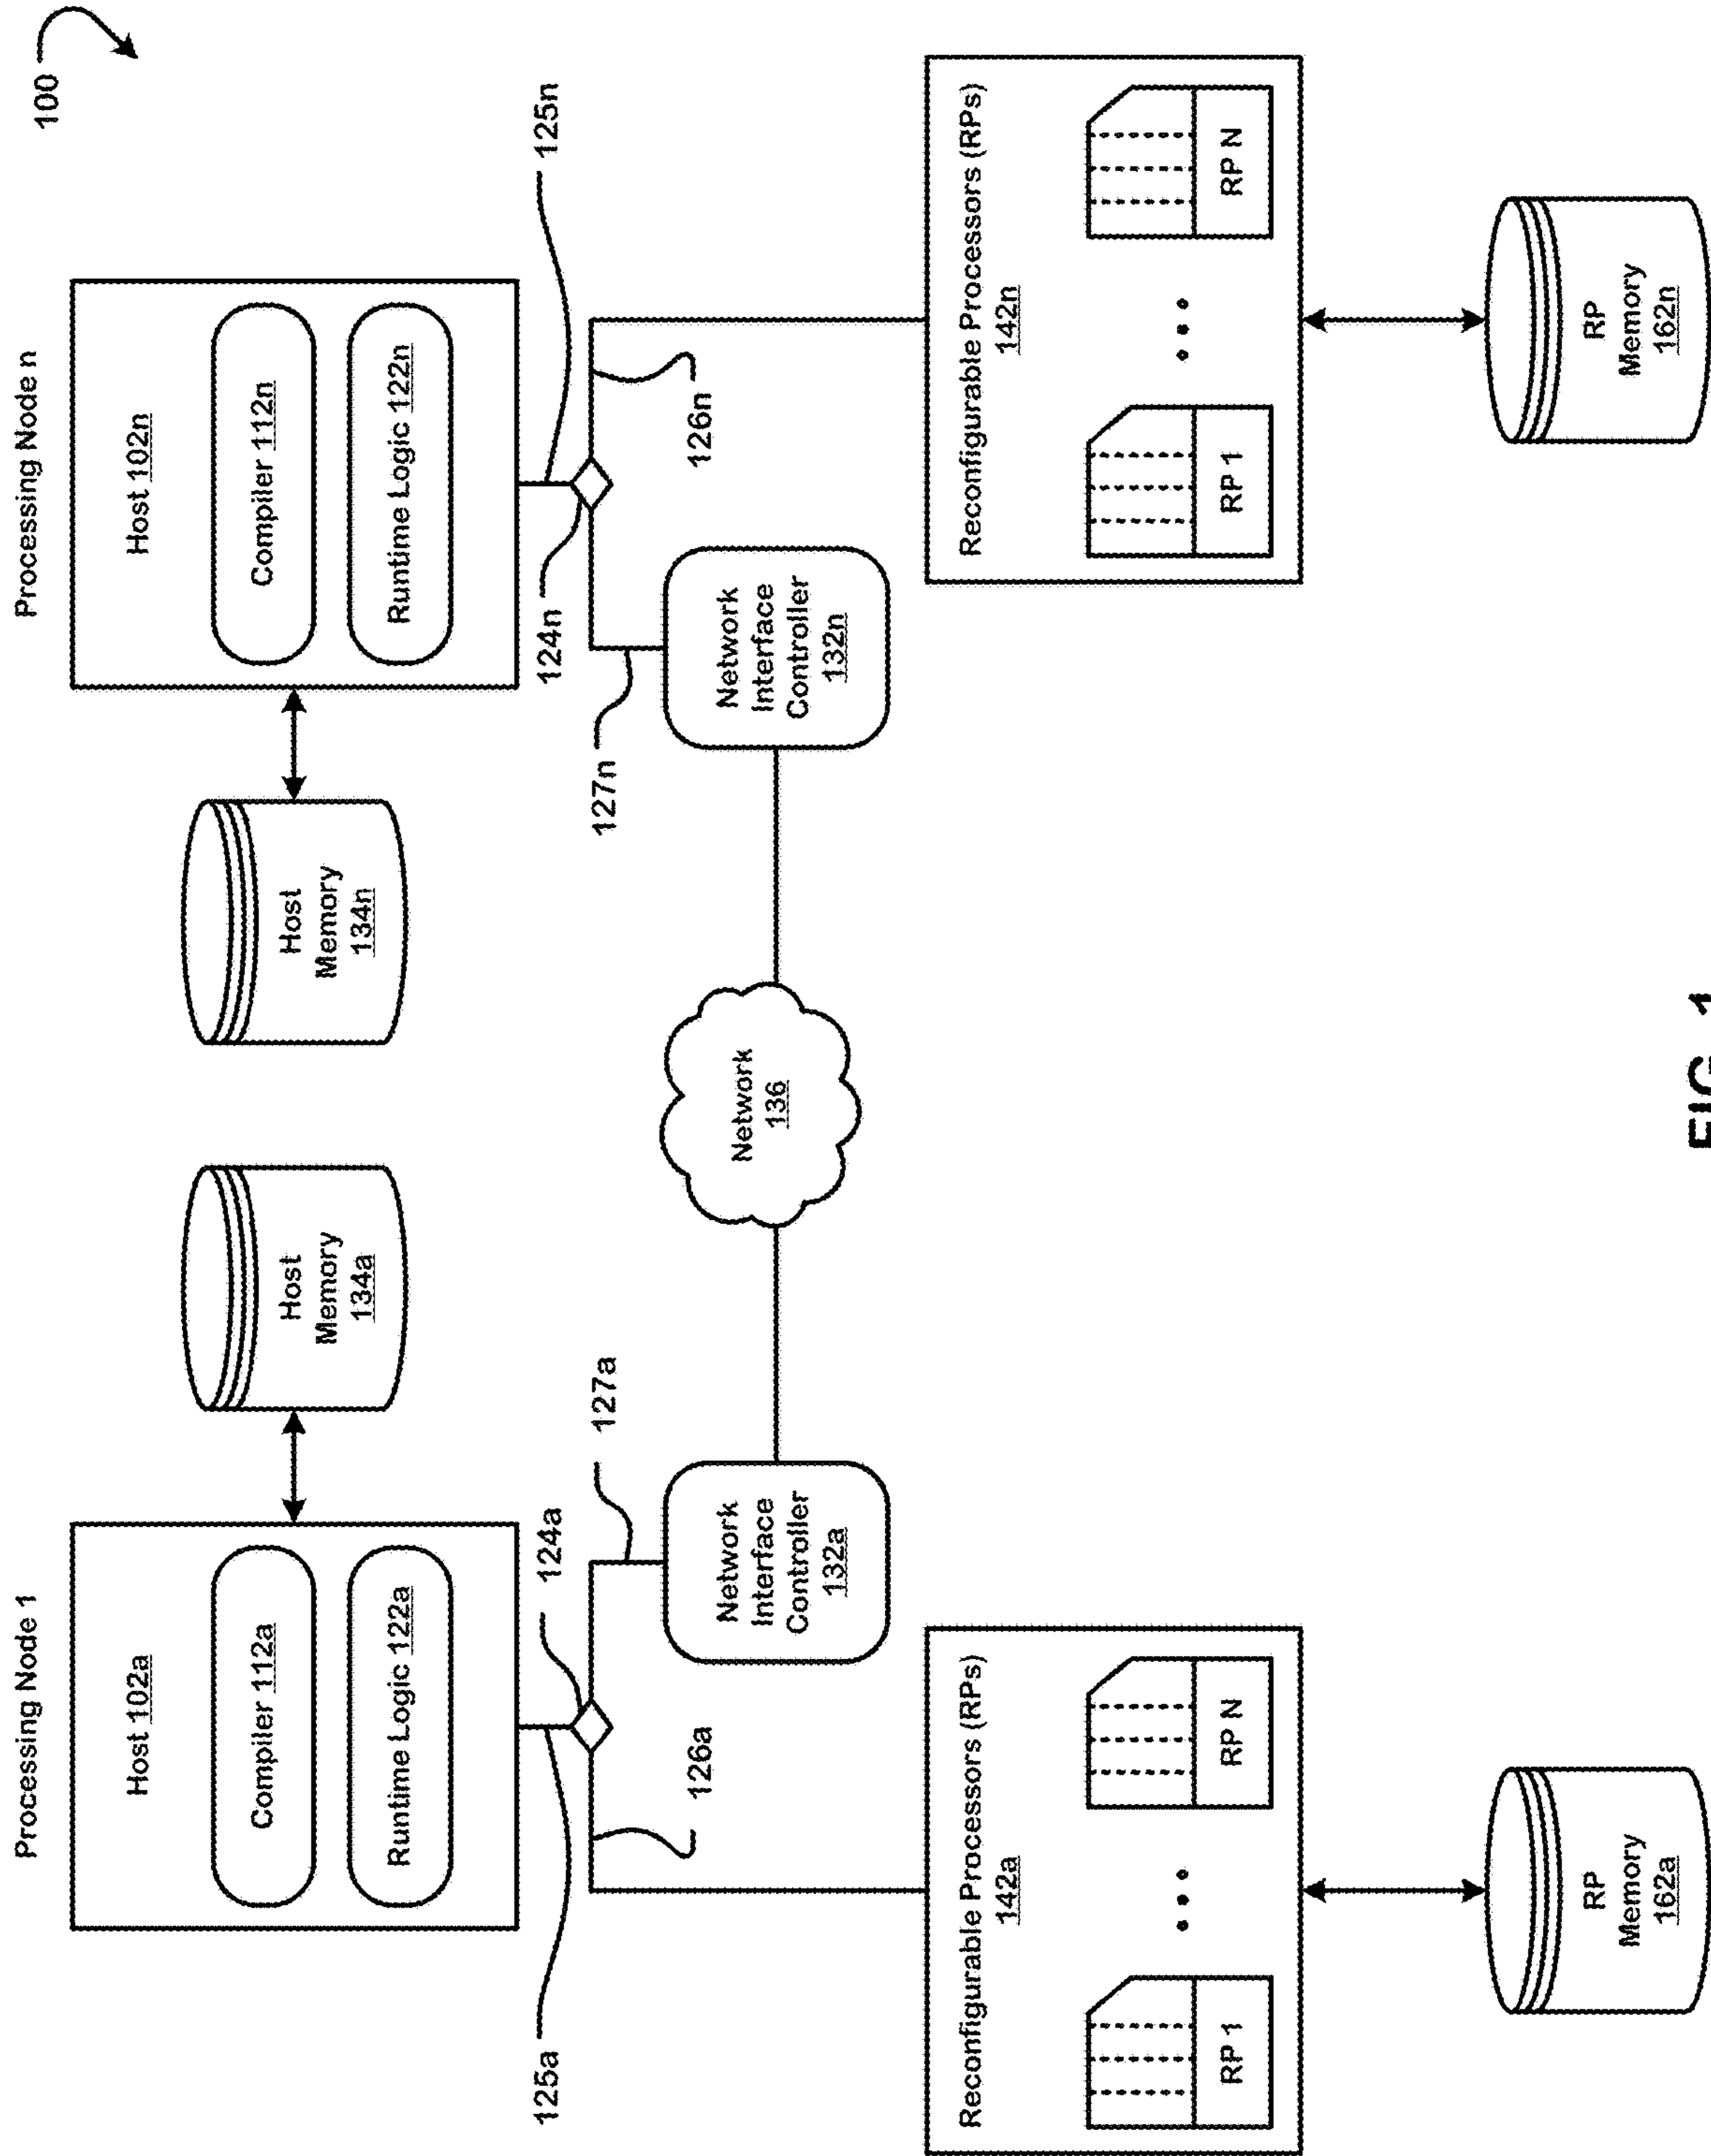 100
Processing Node 1
Processing Node n
Host 102a
Compiler 112a
Runtime Logic 122a
Host
Memory
134a
Host
Memory
134n
Host 102n
Compiler 112n
Runtime Logic 122n
125a
124a
127a
126a
125n
124n
127n
126n
Network
Interface
Controller
132a
Network
136
Network
Interface
Controller
132n
Reconfigurable Processors (RPs)
142a
RP 1
RP N
Reconfigurable Processors (RPs)
142n
RP 1
RP N
RP
Memory
162a
RP
Memory
162n
FIG. 1